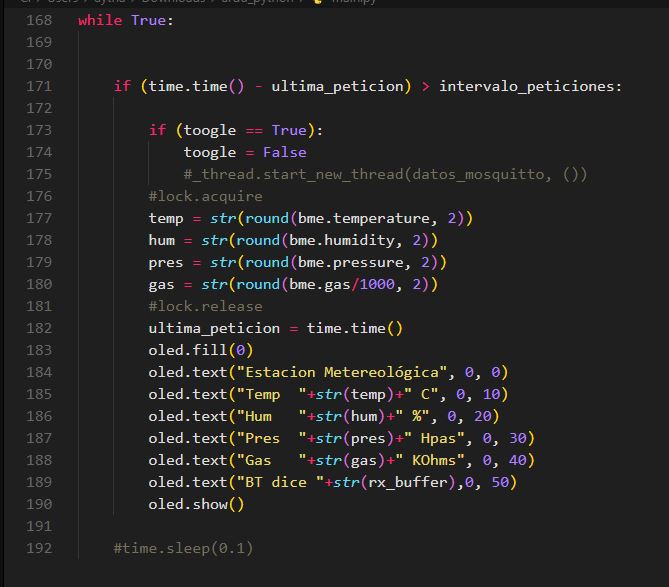 168 while True:
169
170
171     if (time.time() - ultima_peticion) > intervalo_peticiones:
172
173         if (toogle == True):
174             toogle = False
175             #_thread.start_new_thread(datos_mosquitto, ())
176         #lock.acquire
177         temp = str(round(bme.temperature, 2))
178         hum = str(round(bme.humidity, 2))
179         pres = str(round(bme.pressure, 2))
180         gas = str(round(bme.gas/1000, 2))
181         #lock.release
182         ultima_peticion = time.time()
183         oled.fill(0)
184         oled.text("Estacion Metereológica", 0, 0)
185         oled.text("Temp  "+str(temp)+" C", 0, 10)
186         oled.text("Hum   "+str(hum)+" %", 0, 20)
187         oled.text("Pres  "+str(pres)+" Hpas", 0, 30)
188         oled.text("Gas   "+str(gas)+" KOhms", 0, 40)
189         oled.text("BT dice "+str(rx_buffer),0, 50)
190         oled.show()
191
192     #time.sleep(0.1)